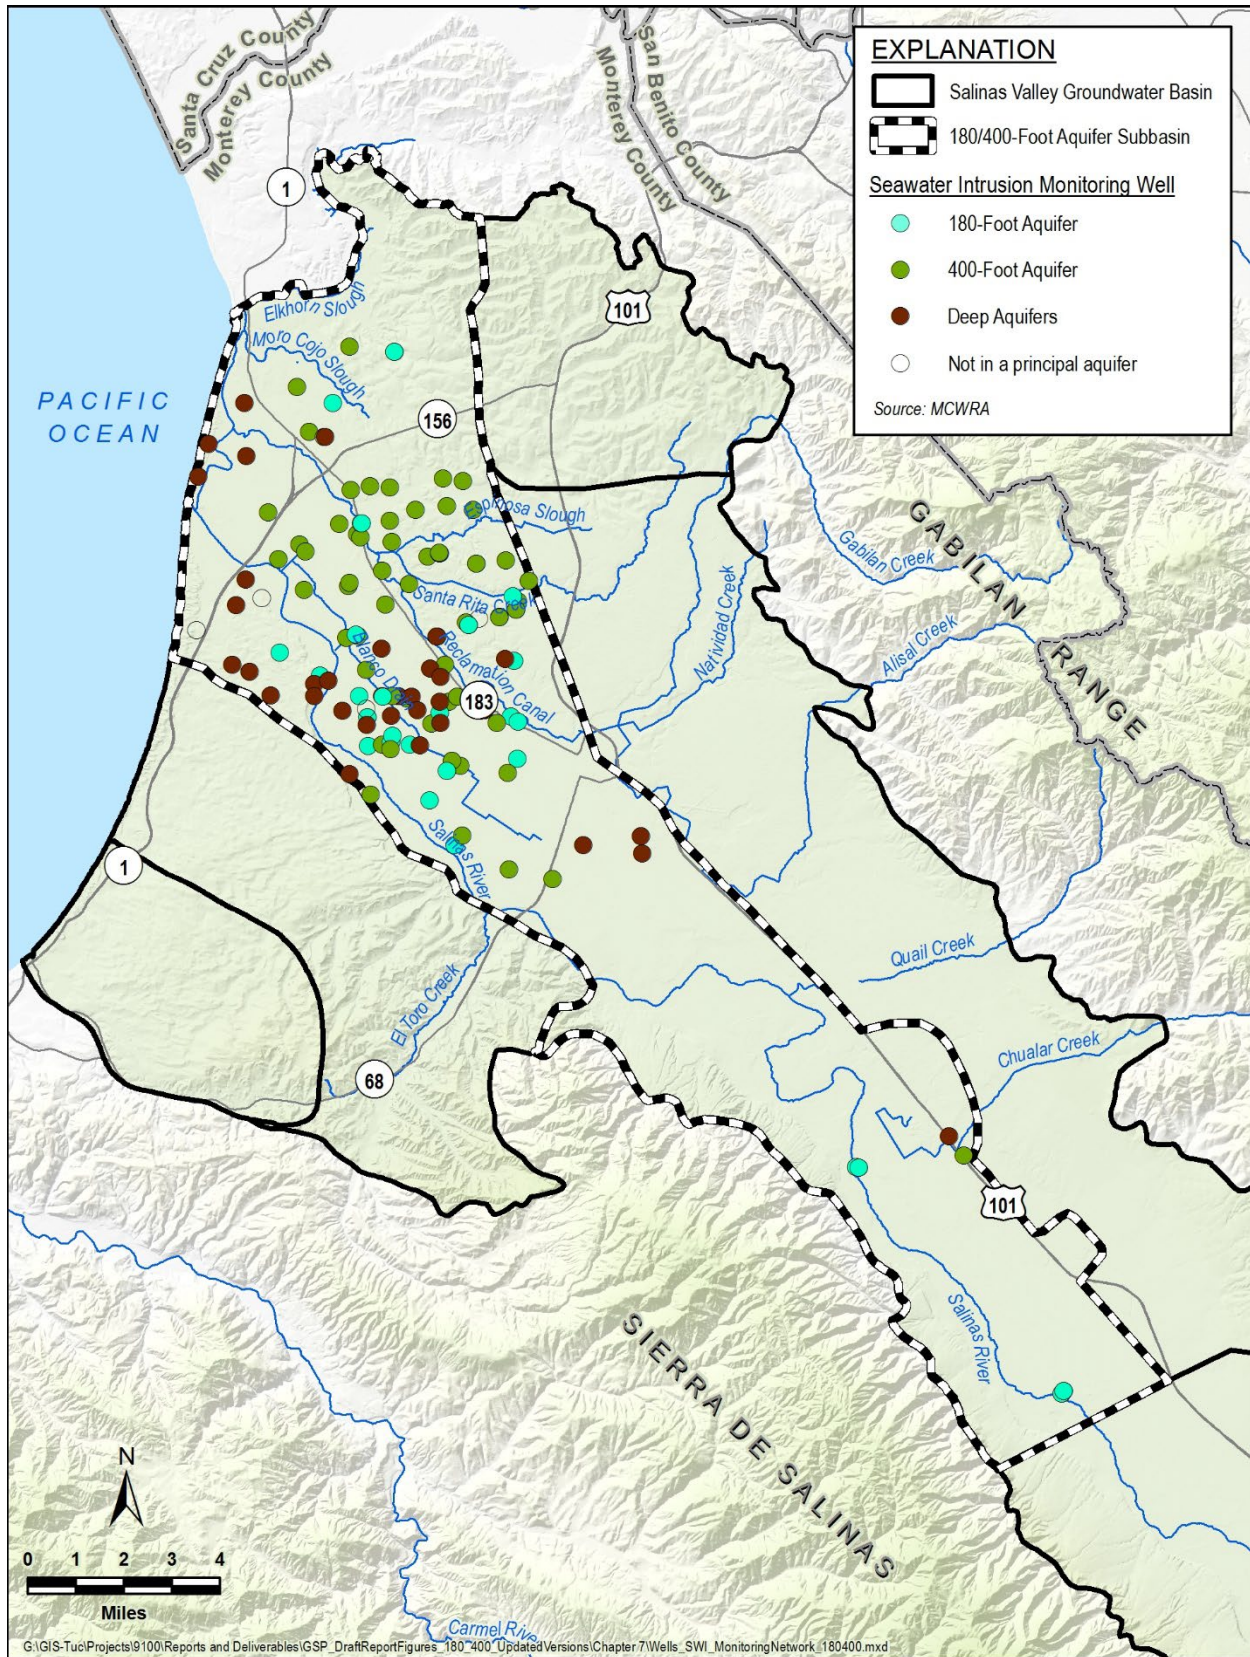 EXPLANATION
Salinas Valley Groundwater Basin
180/400-Foot Aquifer Subbasin
Seawater Intrusion Monitoring Well
180-Foot Aquifer
400-Foot Aquifer
Deep Aquifers
Not in a principal aquifer
Source: MCWRA
Santa Cruz County
Monterey County
San Benito County
Monterey County
1
101
Elkhorn Slough
Moro Cojo Slough
PACIFIC
OCEAN
156
Espinosa Slough
Gabilan Creek
GABILAN
RANGE
Santa Rita Creek
Natividad Creek
Alisal Creek
Blanco Drain
Reclamation Canal
183
Salinas River
1
Quail Creek
El Toro Creek
Chualar Creek
68
101
Salinas River
SIERRA DE SALINAS
N
0 1 2 3 4
Miles
Carmel River
G:\GIS-Tuc\Projects\9100\Reports and Deliverables\GSP_DraftReportFigures_180_400_UpdatedVersions\Chapter 7\Wells_SWI_MonitoringNetwork_180400.mxd